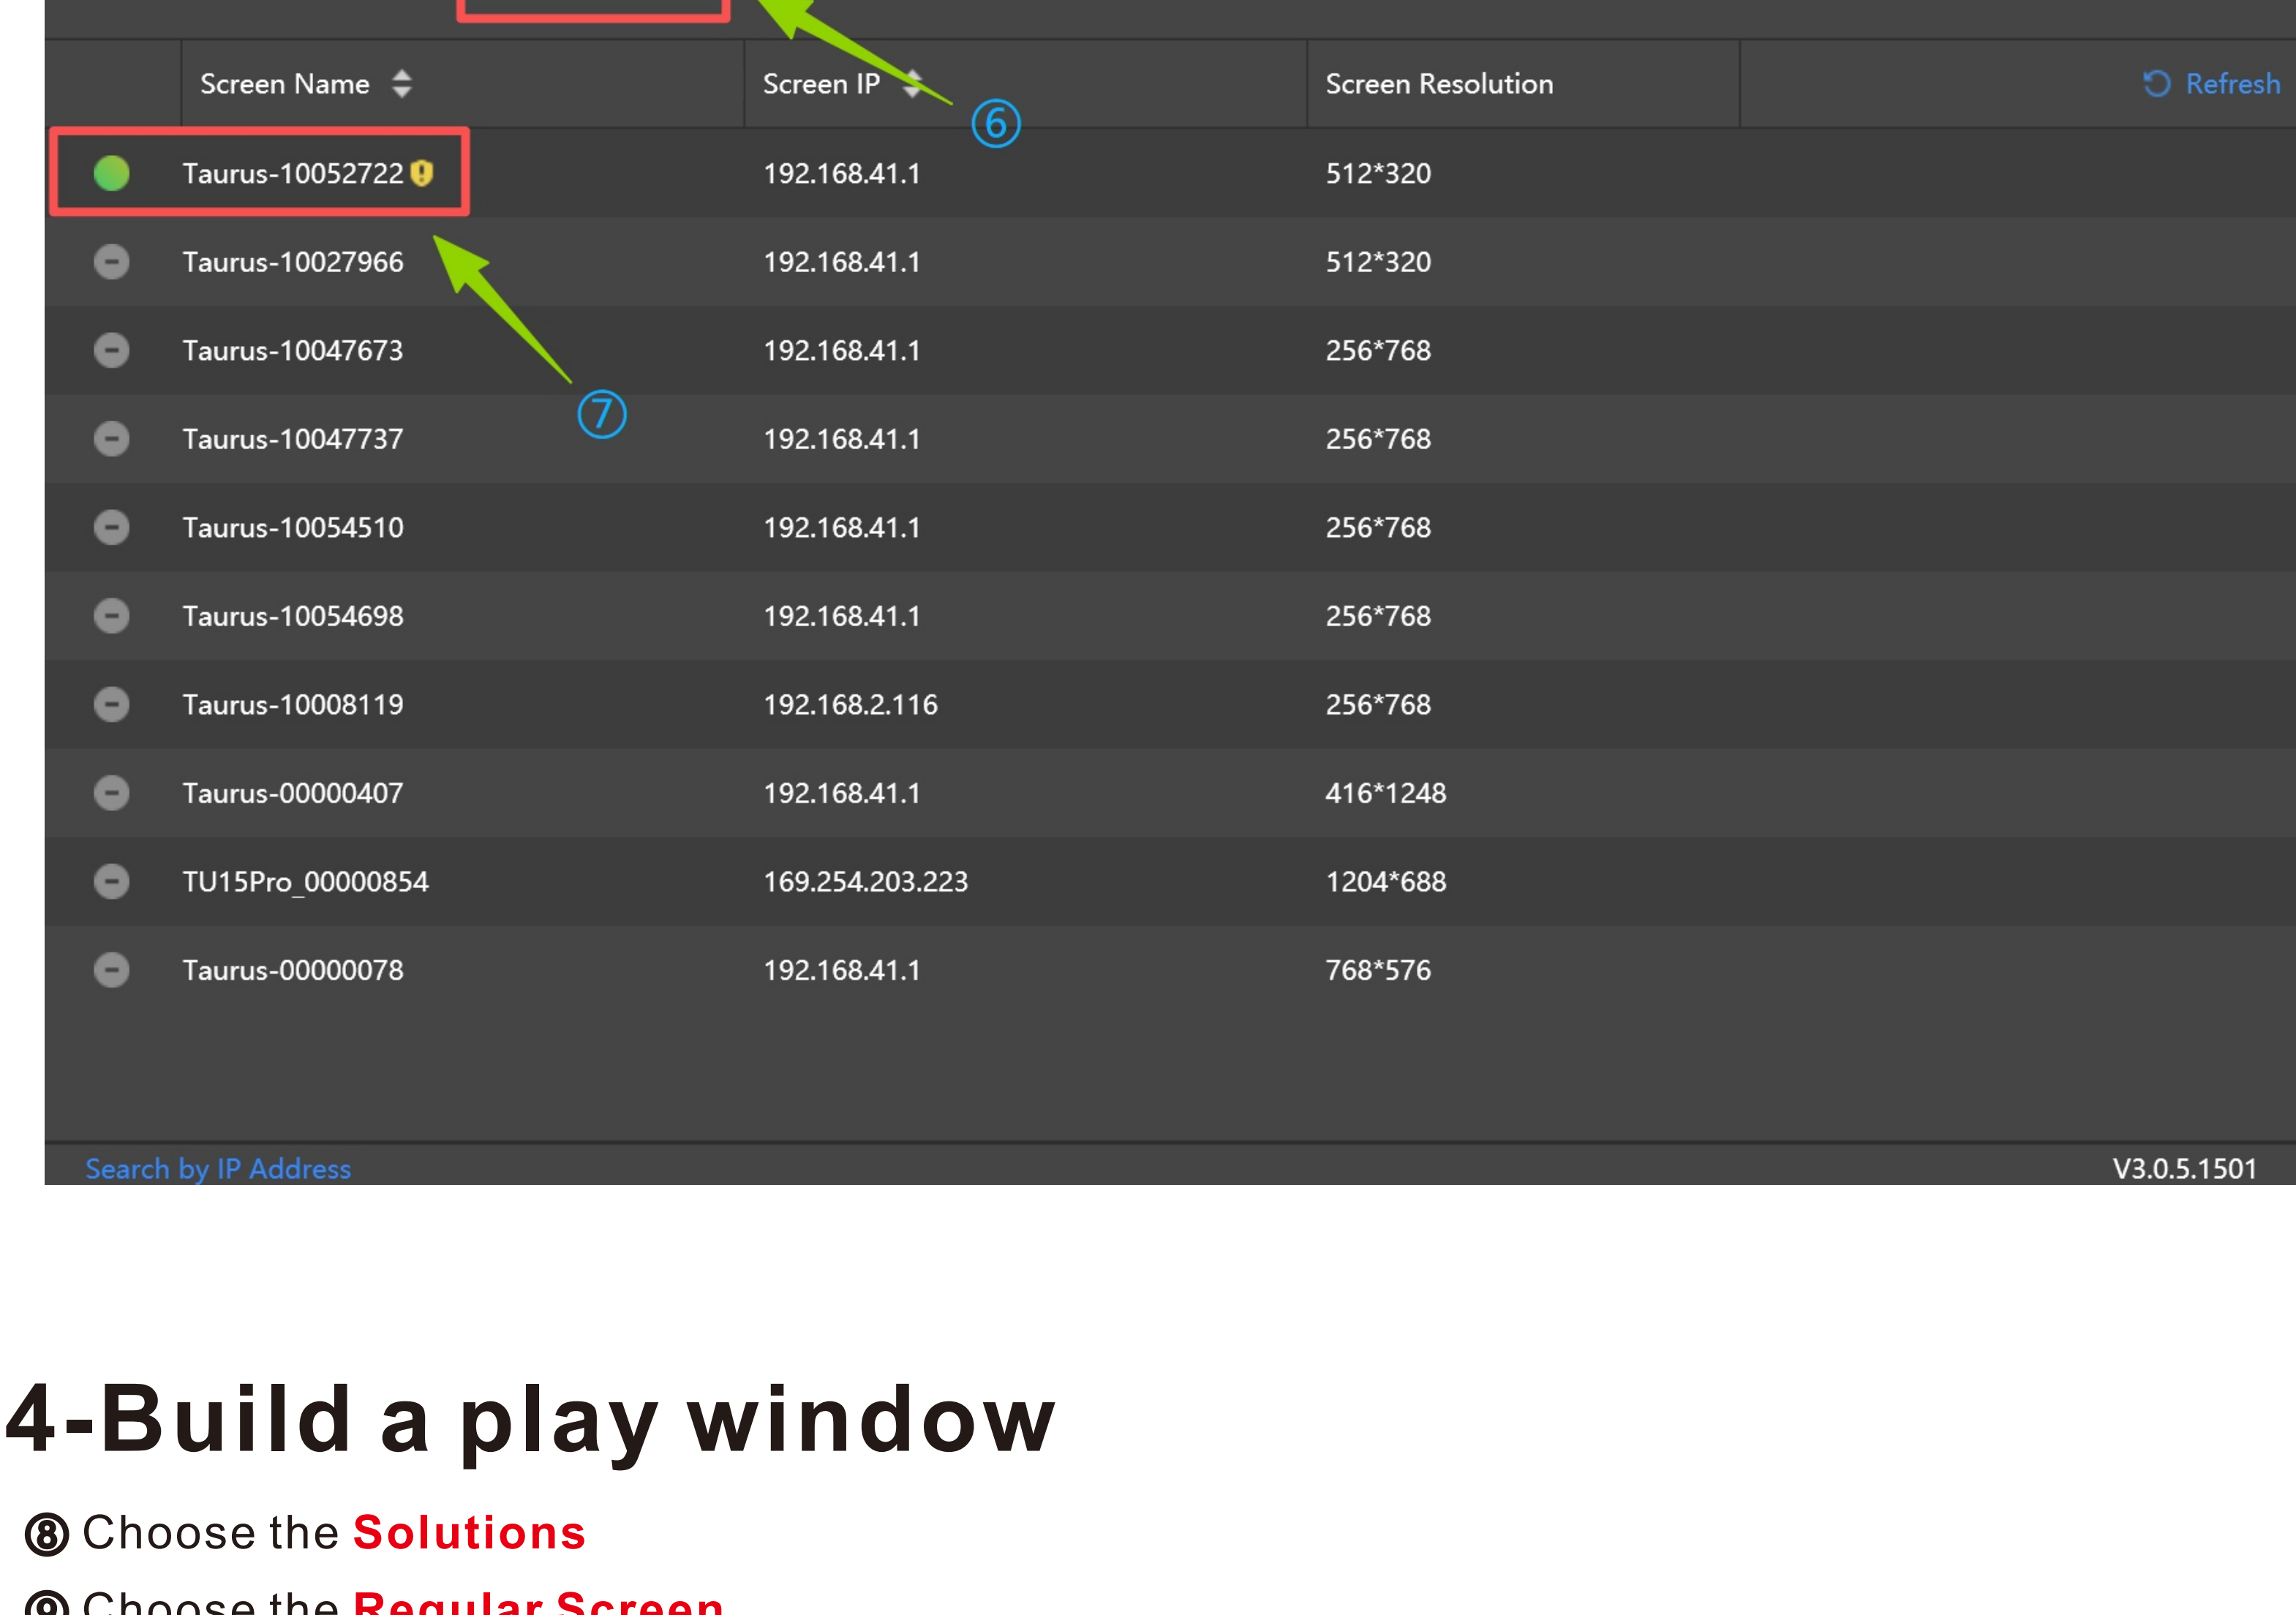 Screen Name Screen IP Screen Resolution Refresh
⑥
Taurus-10052722 192.168.41.1 512*320
Taurus-10027966 192.168.41.1 512*320
Taurus-10047673 192.168.41.1 256*768
⑦
Taurus-10047737 192.168.41.1 256*768
Taurus-10054510 192.168.41.1 256*768
Taurus-10054698 192.168.41.1 256*768
Taurus-10008119 192.168.2.116 256*768
Taurus-00000407 192.168.41.1 416*1248
TU15Pro_00000854 169.254.203.223 1204*688
Taurus-00000078 192.168.41.1 768*576
Search by IP Address V3.0.5.1501
4-Build a play window
⑧ Choose the Solutions
⑨ Choose the Regular Screen